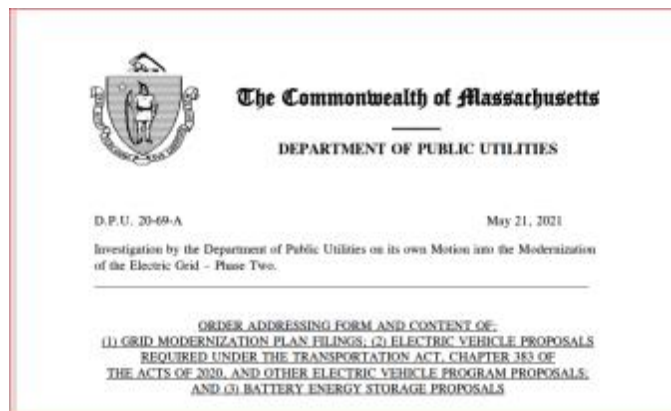 The Commonwealth of Massachusetts
DEPARTMENT OF PUBLIC UTILITIES
D.P.U. 20-69-A May 21, 2021
Investigation by the Department of Public Utilities on its own Motion into the Modernization
of the Electric Grid – Phase Two.
ORDER ADDRESSING FORM AND CONTENT OF:
(1) GRID MODERNIZATION PLAN FILINGS; (2) ELECTRIC VEHICLE PROPOSALS
REQUIRED UNDER THE TRANSPORTATION ACT, CHAPTER 383 OF
THE ACTS OF 2020, AND OTHER ELECTRIC VEHICLE PROGRAM PROPOSALS;
AND (3) BATTERY ENERGY STORAGE PROPOSALS